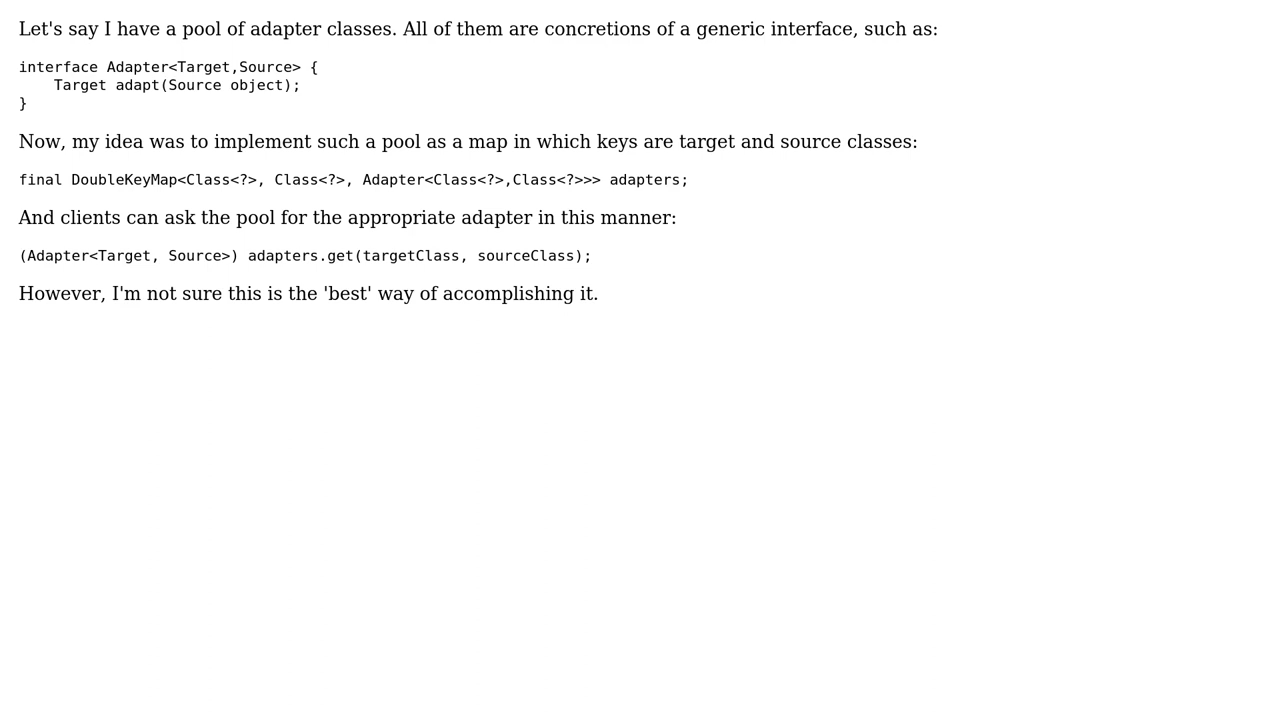 Let's say I have a pool of adapter classes. All of them are concretions of a generic interface, such as:
interface Adapter<Target,Source> {
    Target adapt(Source object);
}
Now, my idea was to implement such a pool as a map in which keys are target and source classes:
final DoubleKeyMap<Class<?>, Class<?>, Adapter<Class<?>,Class<?>>> adapters;
And clients can ask the pool for the appropriate adapter in this manner:
(Adapter<Target, Source>) adapters.get(targetClass, sourceClass);
However, I'm not sure this is the 'best' way of accomplishing it.